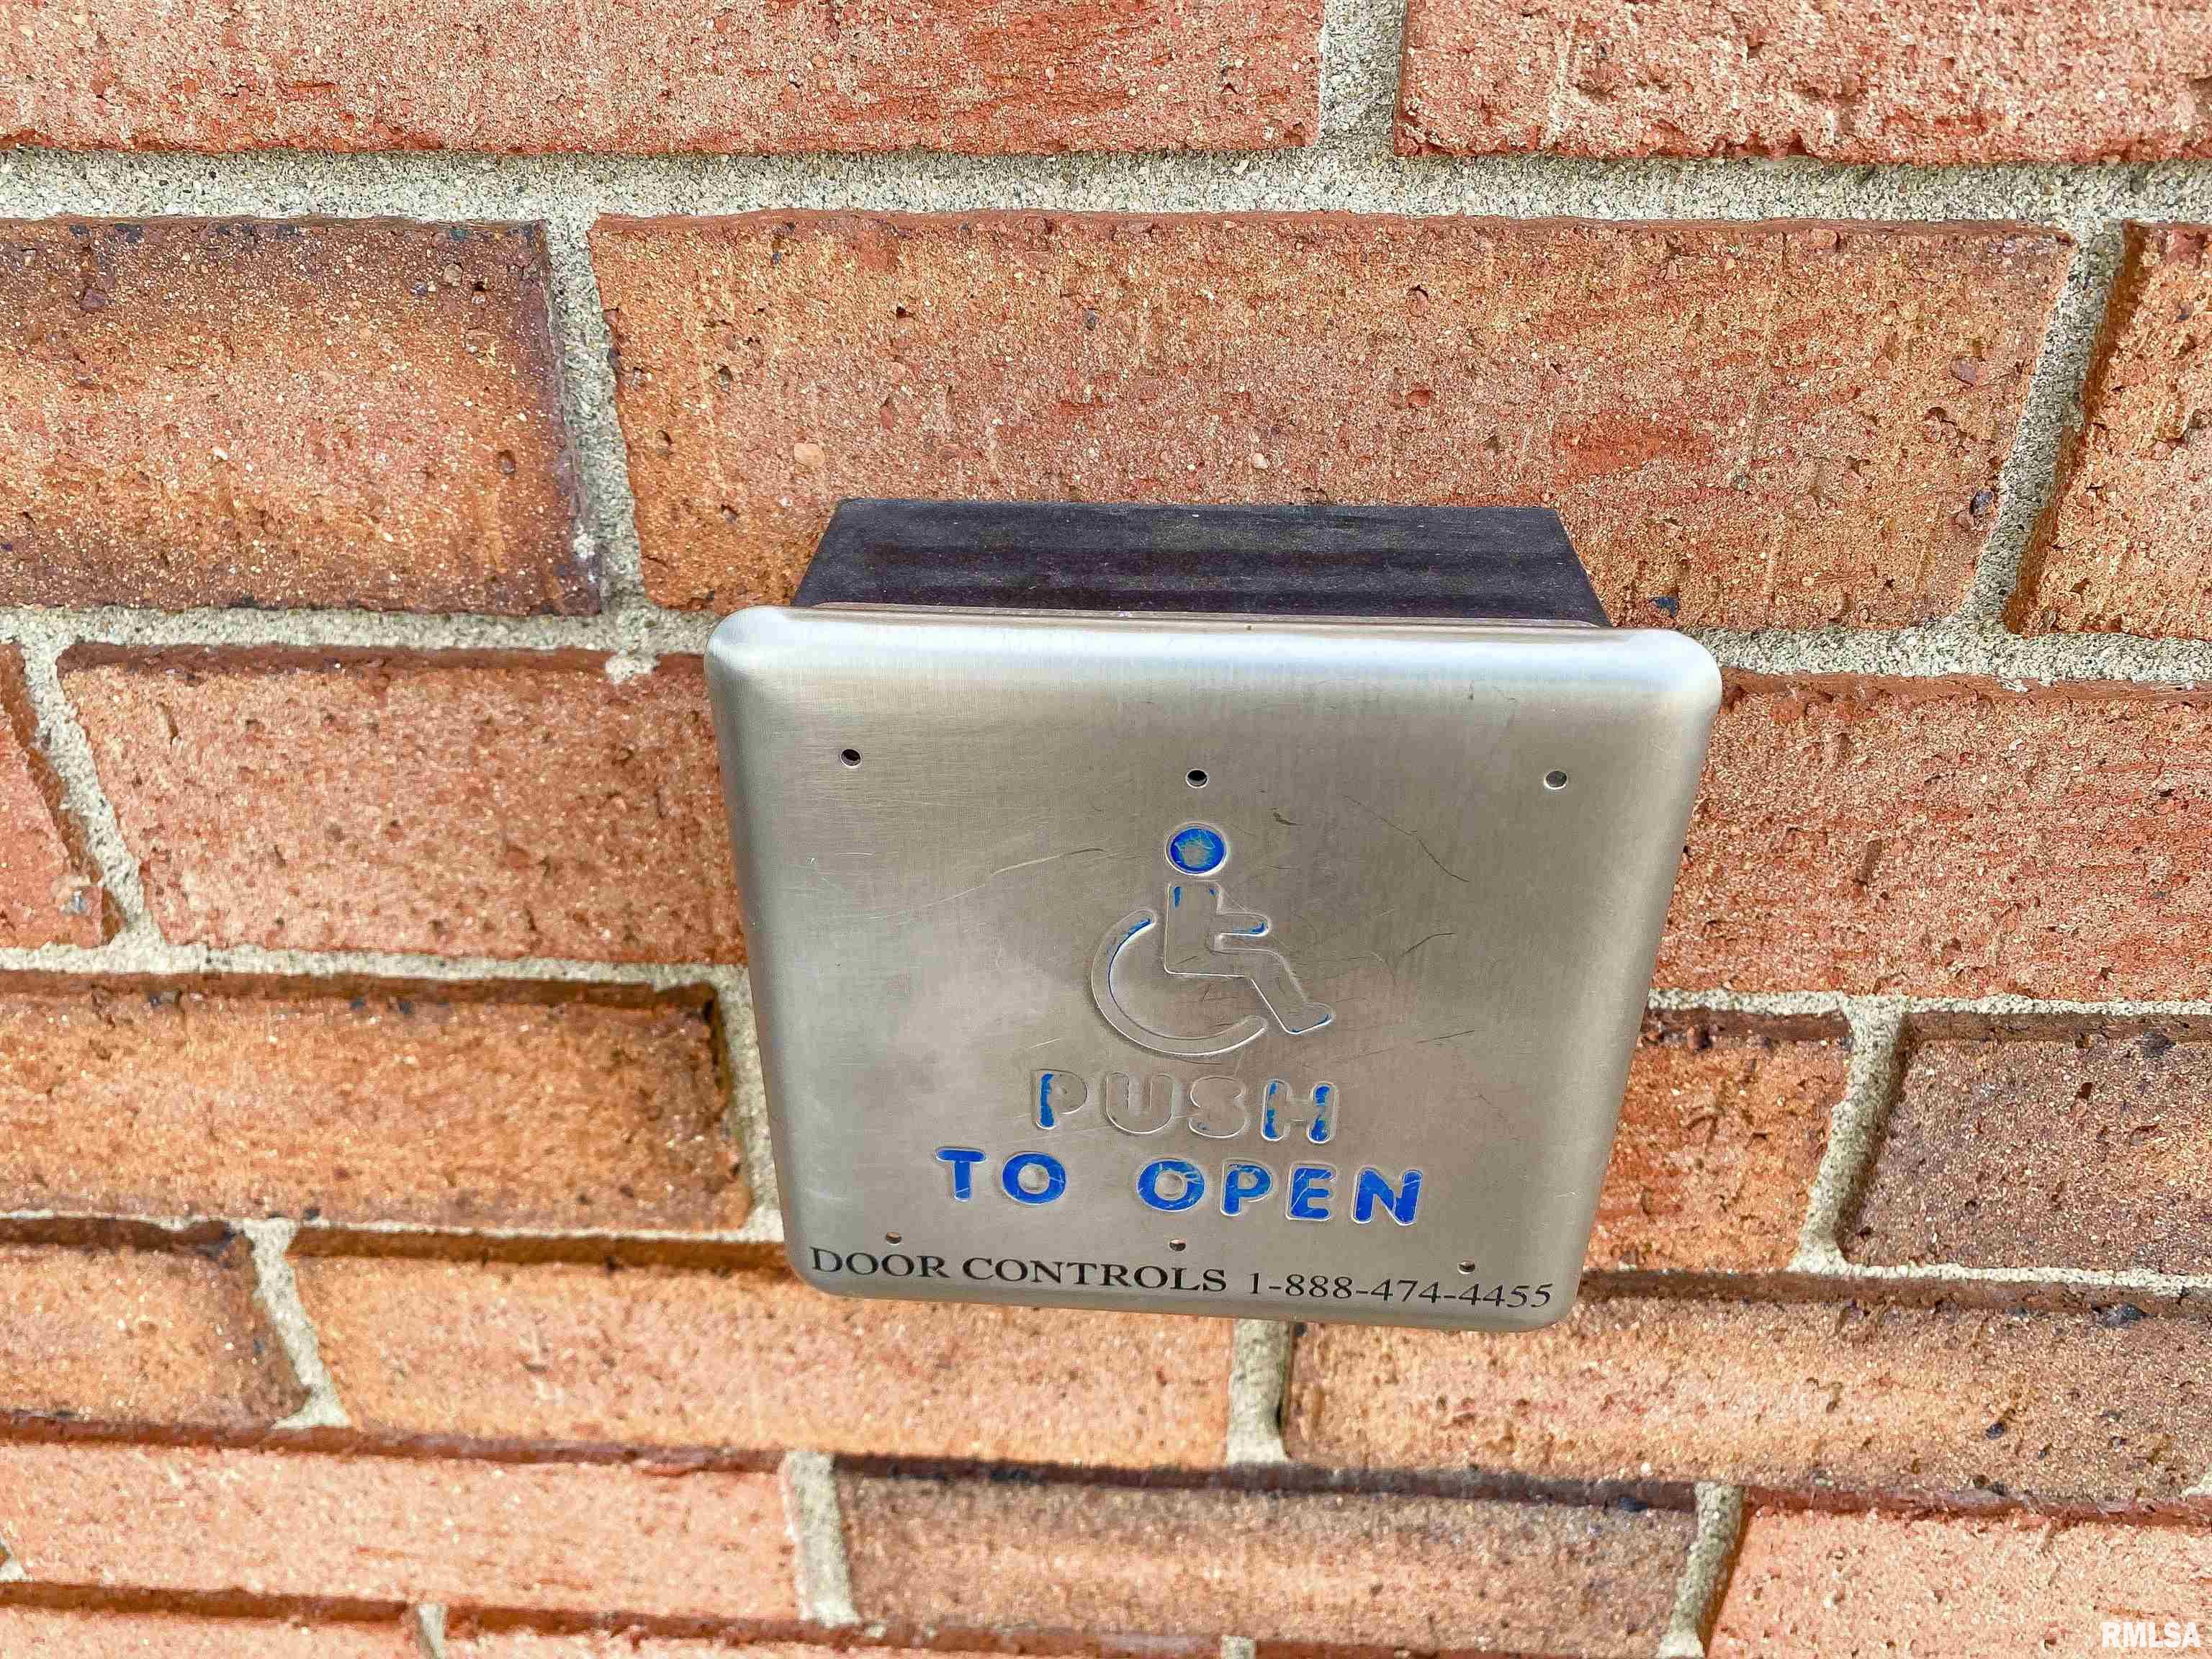 PUSH
TO OPEN
DOOR CONTROLS 1-888-474-4455
RMLSA